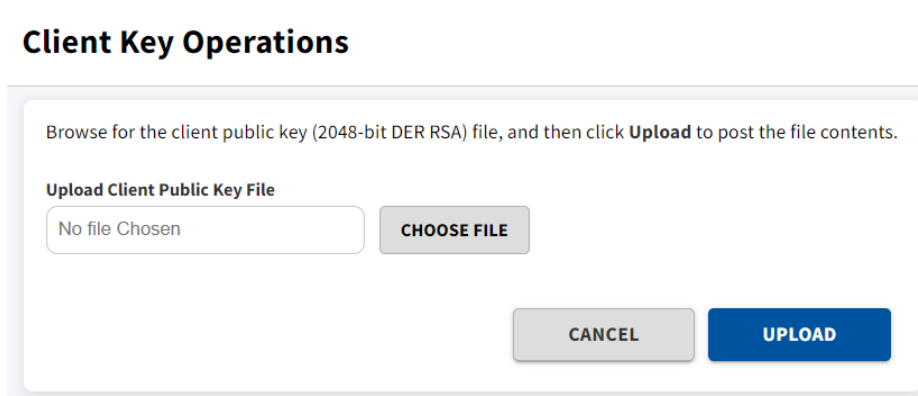 Client Key Operations
Browse for the client public key (2048-bit DER RSA) file, and then click Upload to post the file contents.
Upload Client Public Key File
No file Chosen
CHOOSE FILE
CANCEL
UPLOAD